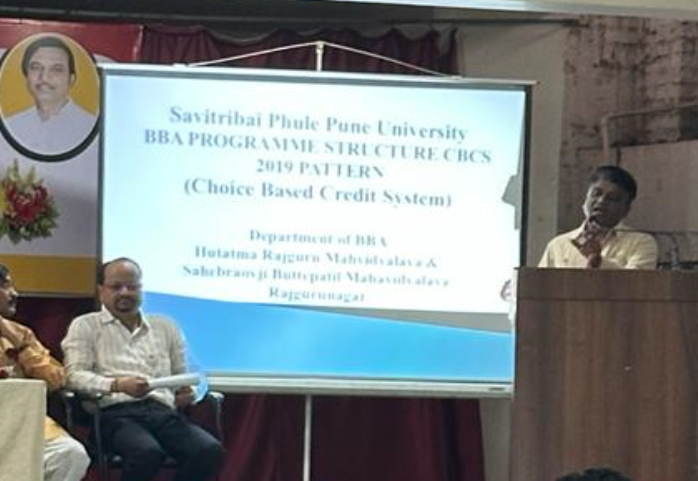 Savitribai Phule Pune University
BBA PROGRAMME STRUCTURE CBCS
2019 PATTERN
(Choice Based Credit System)
Department of BBA
Hutatma Rajguru Mahvidyalaya &
Sahebraovji Buttepatil Mahavidyalaya
Rajgurunagar